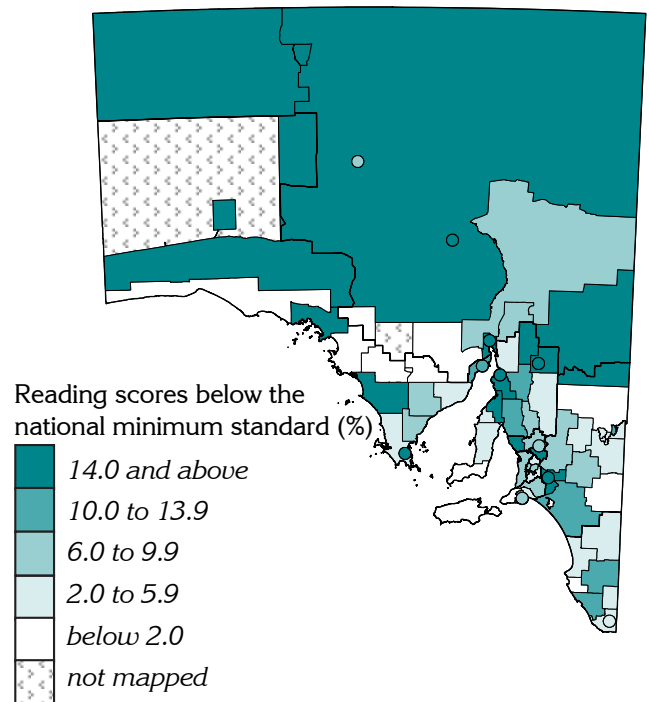 Reading scores below the
national minimum standard (%)
14.0 and above
10.0 to 13.9
6.0 to 9.9
2.0 to 5.9
below 2.0
not mapped